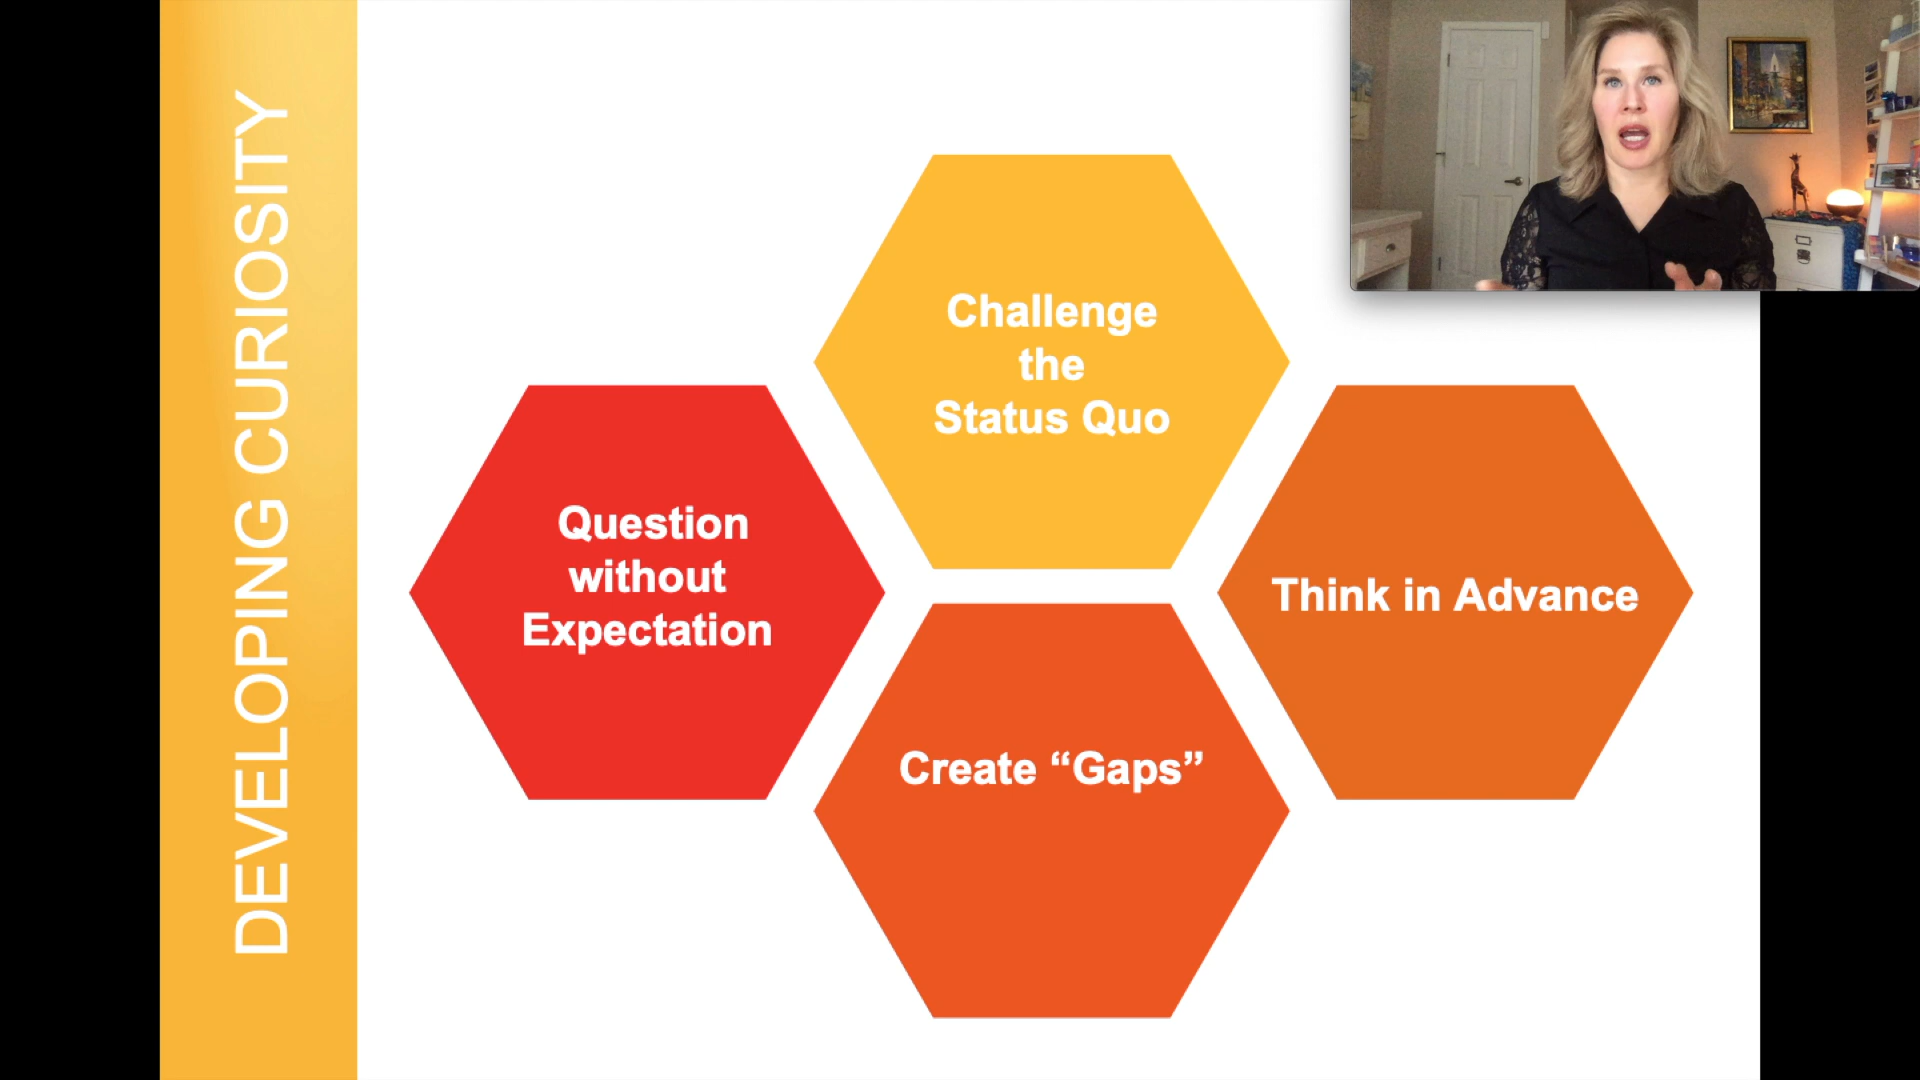 DEVELOPING CURIOSITY
Challenge
the
Status Quo
Question
without
Expectation
Think in Advance
Create “Gaps”